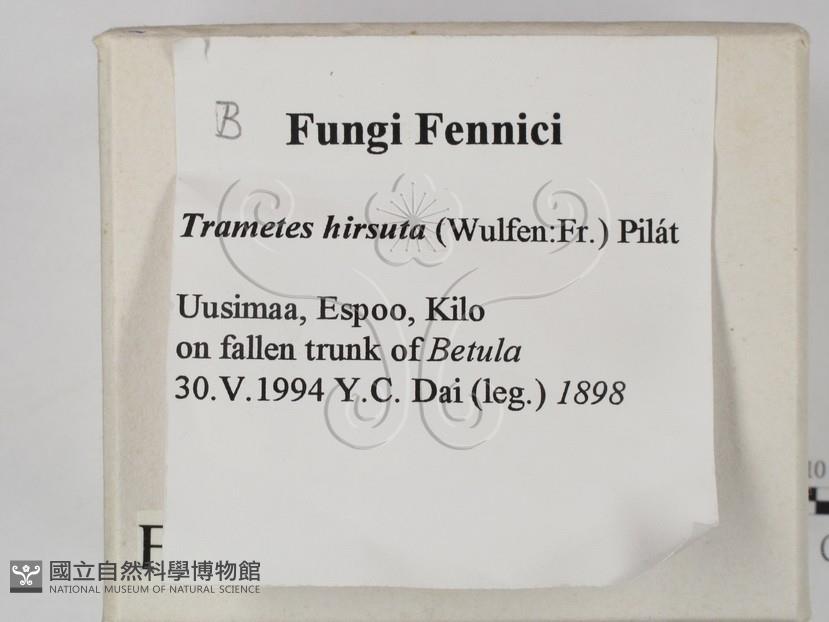 B
Fungi Fennici
Trametes hirsuta (Wulfen:Fr.) Pilát
Uusimaa, Espoo, Kilo
on fallen trunk of Betula
30.V.1994 Y.C. Dai (leg.) 1898
國立自然科學博物館
NATIONAL MUSEUM OF NATURAL SCIENCE
10